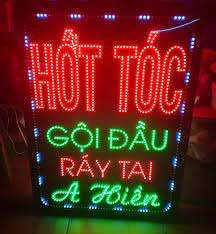 HỚT TÓC
GỘI ĐẦU
RÁY TAI
A Hiên